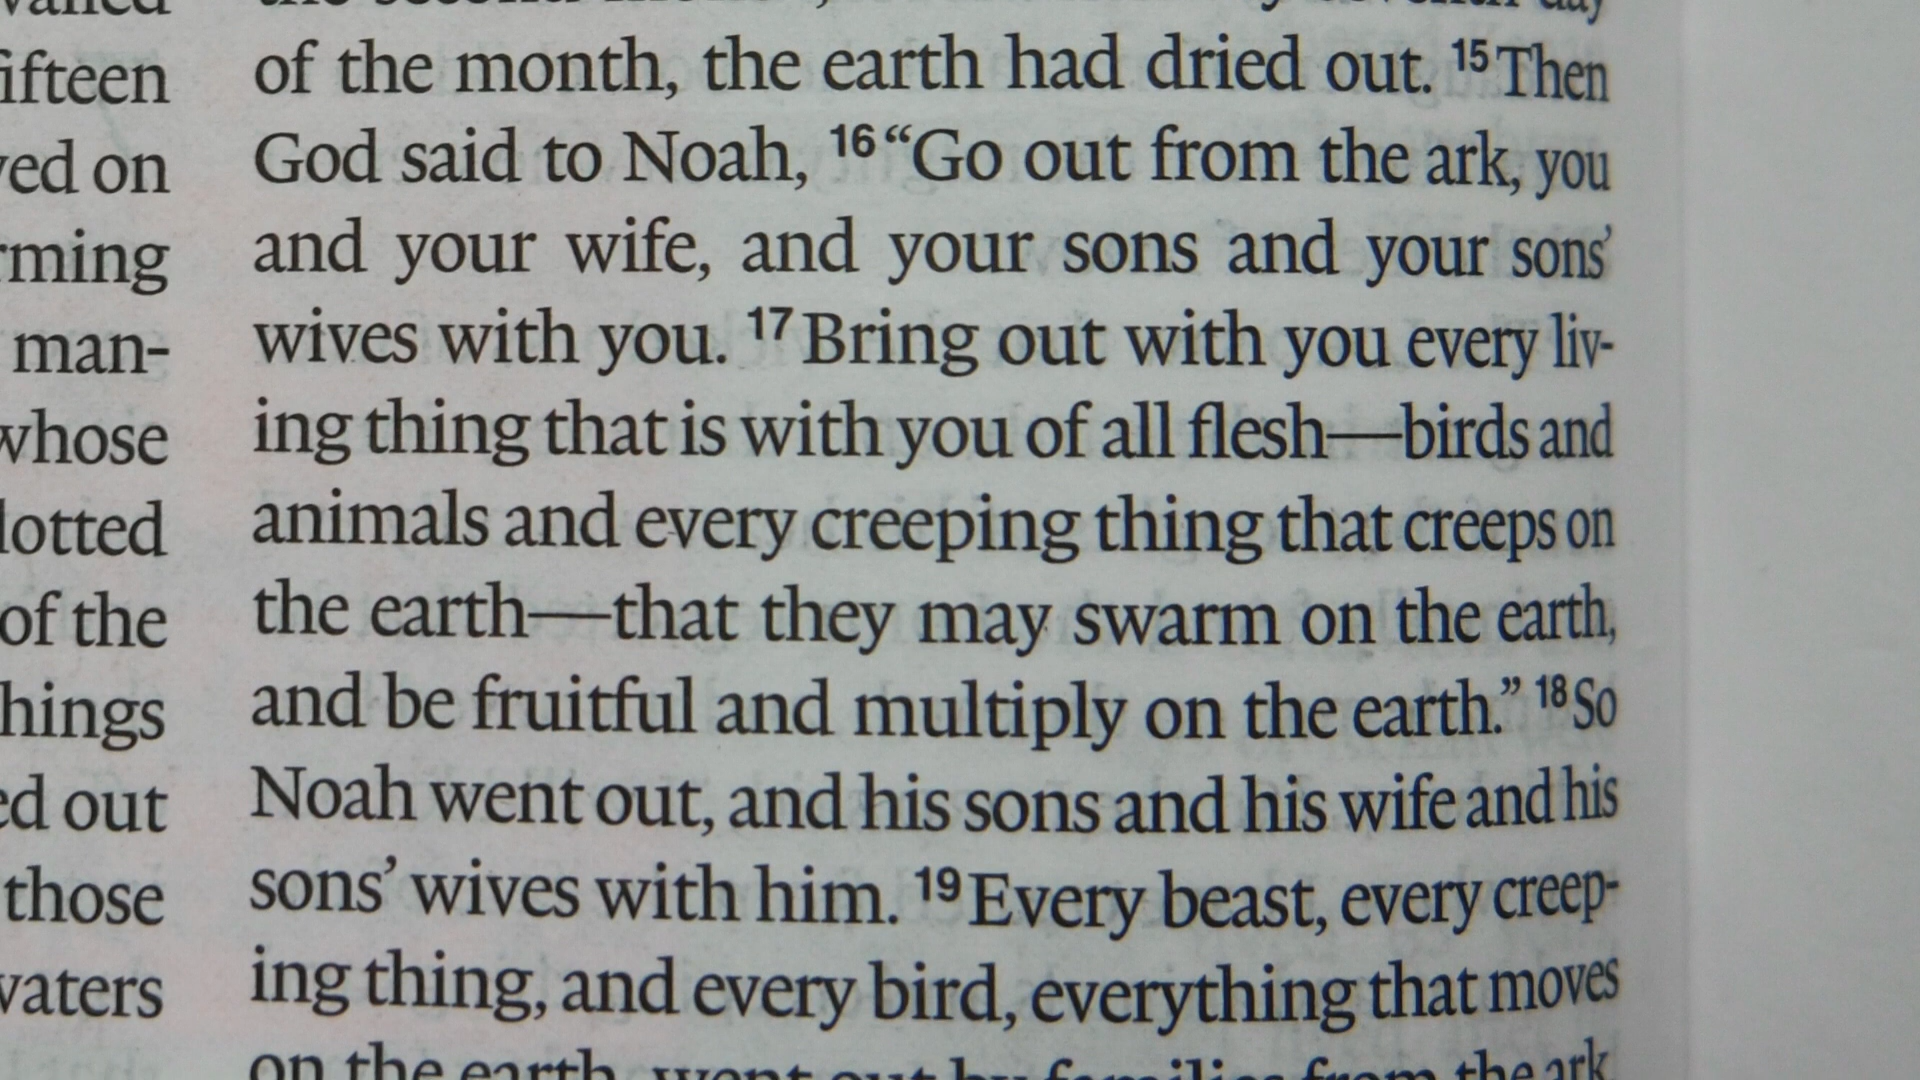 ifteen
ed on
rming
man-
whose
lotted
of the
hings
ed out
those
vaters
of the month, the earth had dried out. 15 Then
God said to Noah, 16 “Go out from the ark, you
and your wife, and your sons and your sons’
wives with you. 17 Bring out with you every liv-
ing thing that is with you of all flesh—birds and
animals and every creeping thing that creeps on
the earth—that they may swarm on the earth,
and be fruitful and multiply on the earth.” 18 So
Noah went out, and his sons and his wife and his
sons’ wives with him. 19 Every beast, every creep-
ing thing, and every bird, everything that moves
on the earth, went out by families from the ark